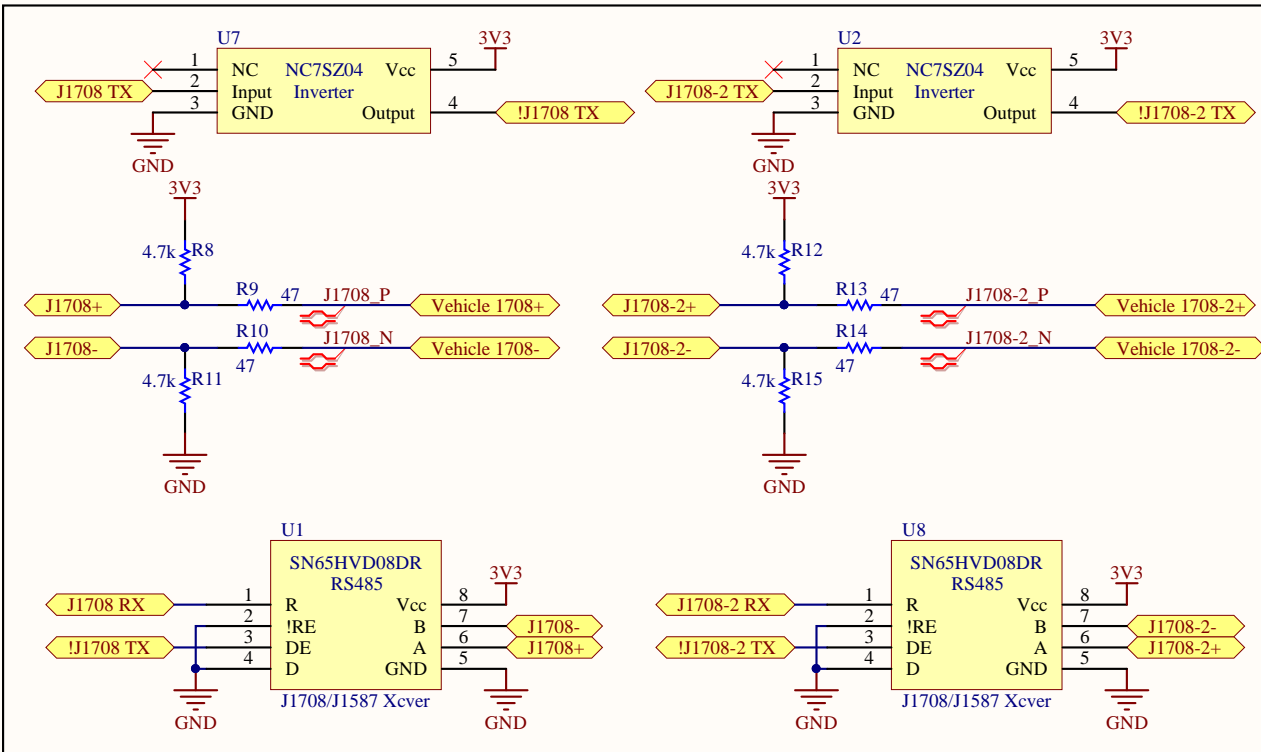 U7
3V3
1
NC
NC7SZ04
Vcc
5
J1708 TX
2
Input
Inverter
3
GND
Output
4
!J1708 TX
GND
U2
3V3
1
NC
NC7SZ04
Vcc
5
J1708-2 TX
2
Input
Inverter
3
GND
Output
4
!J1708-2 TX
GND
3V3
4.7k
R8
J1708+
R9
47
J1708_P
Vehicle 1708+
J1708-
R10
47
J1708_N
Vehicle 1708-
4.7k
R11
GND
3V3
4.7k
R12
J1708-2+
R13
47
J1708-2_P
Vehicle 1708-2+
J1708-2-
R14
47
J1708-2_N
Vehicle 1708-2-
4.7k
R15
GND
U1
SN65HVD08DR
RS485
3V3
J1708 RX
1
R
Vcc
8
2
!RE
B
7
J1708-
!J1708 TX
3
DE
A
6
J1708+
4
D
GND
5
GND
J1708/J1587 Xcver
GND
U8
SN65HVD08DR
RS485
3V3
J1708-2 RX
1
R
Vcc
8
2
!RE
B
7
J1708-2-
!J1708-2 TX
3
DE
A
6
J1708-2+
4
D
GND
5
GND
J1708/J1587 Xcver
GND